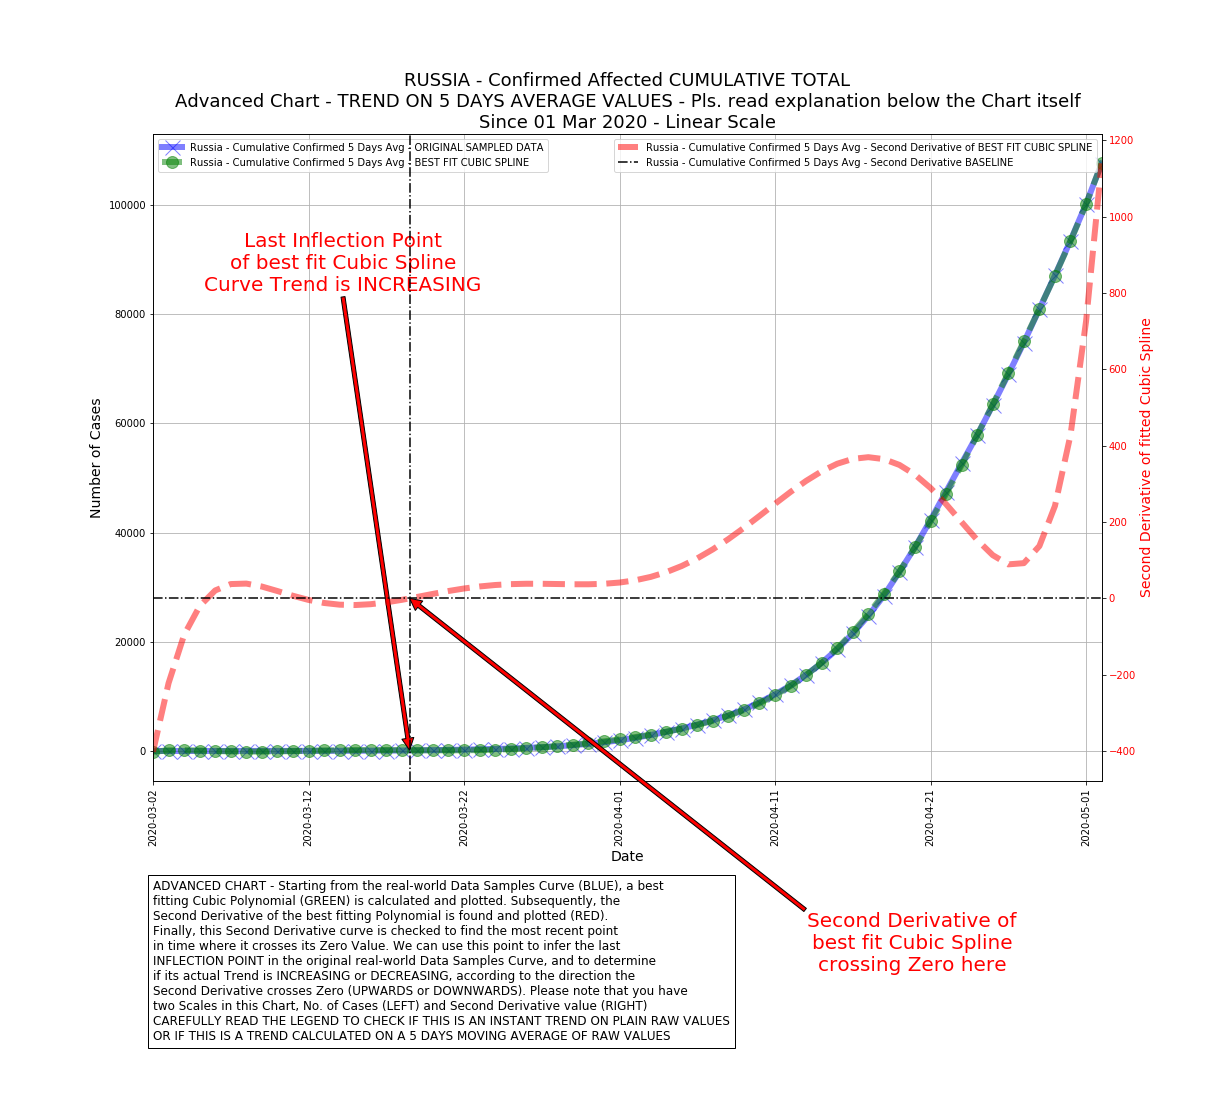 RUSSIA - Confirmed Affected CUMULATIVE TOTAL
Advanced Chart - TREND ON 5 DAYS AVERAGE VALUES - Pls. read explanation below the Chart itself
Since 01 Mar 2020 - Linear Scale
Russia - Cumulative Confirmed 5 Days Avg - ORIGINAL SAMPLED DATA
Russia - Cumulative Confirmed 5 Days Avg - BEST FIT CUBIC SPLINE
Russia - Cumulative Confirmed 5 Days Avg - Second Derivative of BEST FIT CUBIC SPLINE
Russia - Cumulative Confirmed 5 Days Avg - Second Derivative BASELINE
Last Inflection Point
of best fit Cubic Spline
Curve Trend is INCREASING
Number of Cases
100000
80000
60000
40000
20000
0
1200
1000
800
600
400
200
0
−200
−400
Second Derivative of fitted Cubic Spline
2020-03-02
2020-03-12
2020-03-22
2020-04-01
2020-04-11
2020-04-21
2020-05-01
Date
Second Derivative of
best fit Cubic Spline
crossing Zero here
ADVANCED CHART - Starting from the real-world Data Samples Curve (BLUE), a best
fitting Cubic Polynomial (GREEN) is calculated and plotted. Subsequently, the
Second Derivative of the best fitting Polynomial is found and plotted (RED).
Finally, this Second Derivative curve is checked to find the most recent point
in time where it crosses its Zero Value. We can use this point to infer the last
INFLECTION POINT in the original real-world Data Samples Curve, and to determine
if its actual Trend is INCREASING or DECREASING, according to the direction the
Second Derivative crosses Zero (UPWARDS or DOWNWARDS). Please note that you have
two Scales in this Chart, No. of Cases (LEFT) and Second Derivative value (RIGHT)
CAREFULLY READ THE LEGEND TO CHECK IF THIS IS AN INSTANT TREND ON PLAIN RAW VALUES
OR IF THIS IS A TREND CALCULATED ON A 5 DAYS MOVING AVERAGE OF RAW VALUES